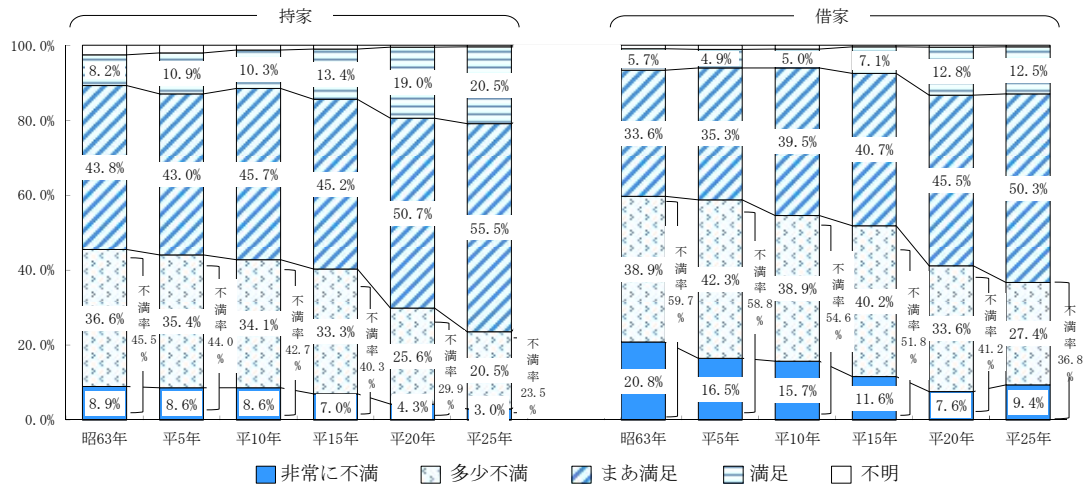 持家
借家
100.0%
80.0%
60.0%
40.0%
20.0%
0.0%
8.2%
10.9%
10.3%
13.4%
19.0%
20.5%
43.8%
43.0%
45.7%
45.2%
50.7%
55.5%
36.6%
35.4%
34.1%
33.3%
25.6%
20.5%
8.9%
8.6%
8.6%
7.0%
4.3%
3.0%
不満率45.5%
不満率44.0%
不満率42.7%
不満率40.3%
不満率29.9%
不満率23.5%
昭63年
平5年
平10年
平15年
平20年
平25年
5.7%
4.9%
5.0%
7.1%
12.8%
12.5%
33.6%
35.3%
39.5%
40.7%
45.5%
50.3%
38.9%
42.3%
38.9%
40.2%
33.6%
27.4%
20.8%
16.5%
15.7%
11.6%
7.6%
9.4%
不満率59.7%
不満率58.8%
不満率54.6%
不満率51.8%
不満率41.2%
不満率36.8%
昭63年
平5年
平10年
平15年
平20年
平25年
非常に不満
多少不満
まあ満足
満足
不明